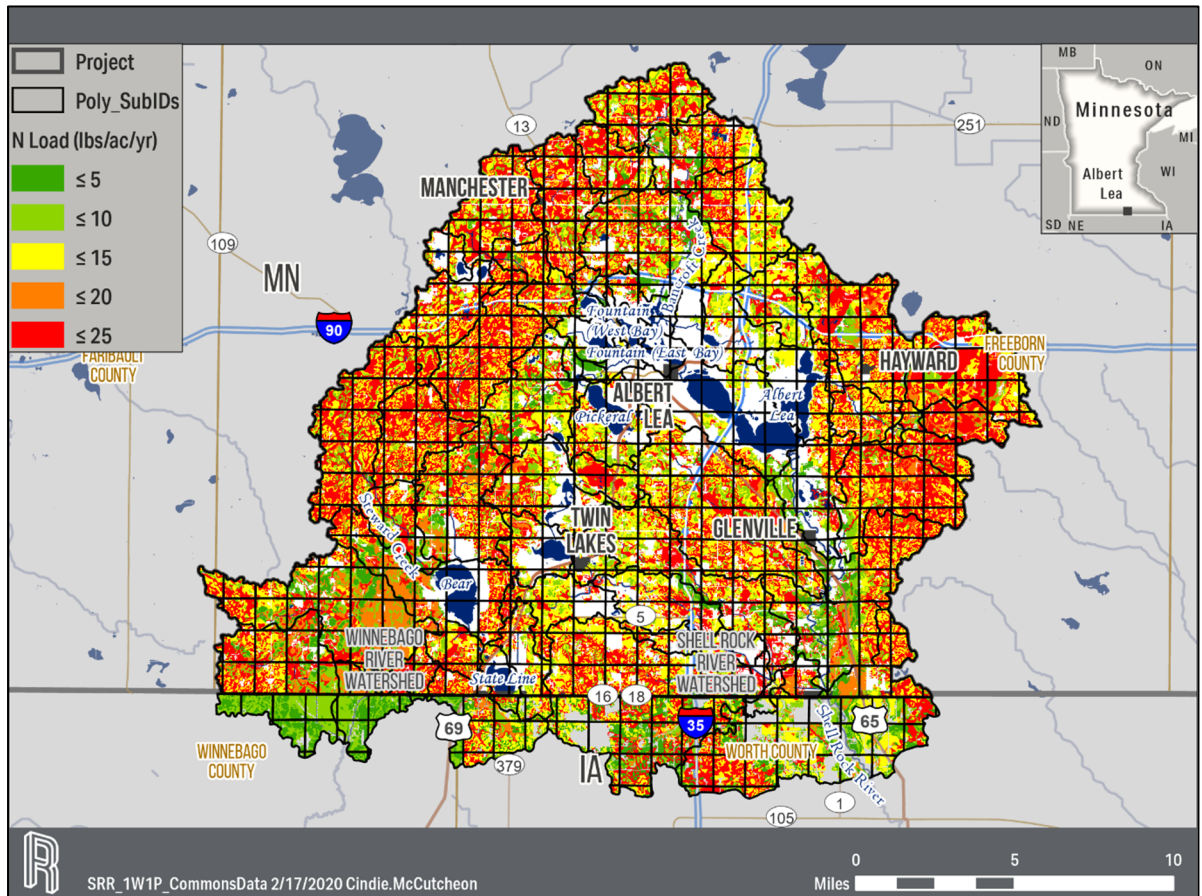 Project
Poly_SubIDs
N Load (lbs/ac/yr)
≤ 5
≤ 10
≤ 15
≤ 20
≤ 25
MB
ON
Minnesota
ND
MI
WI
Albert
Lea
SD
NE
IA
13
251
MANCHESTER
109
MN
90
FARIBAULT
COUNTY
Bancroft Creek
Fountain
(West Bay)
Fountain (East Bay)
HAYWARD
FREEBORN
COUNTY
ALBERT
LEA
Pickeral
Albert
Lea
Steward Creek
TWIN
LAKES
GLENVILLE
Bear
5
WINNEBAGO
RIVER
WATERSHED
SHELL ROCK
RIVER
WATERSHED
State Line
16
18
69
35
65
WINNEBAGO
COUNTY
379
IA
WORTH COUNTY
Shell Rock River
1
105
R
SRR_1W1P_CommonsData 2/17/2020 Cindie.McCutcheon
0
5
10
Miles